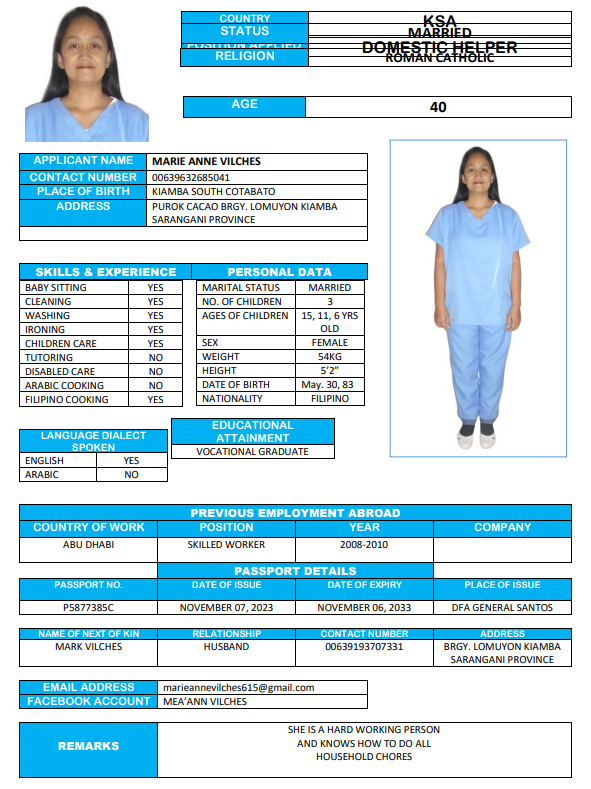 COUNTRY KSA
STATUS MARRIED
POSITION APPLIED DOMESTIC HELPER
RELIGION ROMAN CATHOLIC
AGE 40
APPLICANT NAME MARIE ANNE VILCHES
CONTACT NUMBER 00639632685041
PLACE OF BIRTH KIAMBA SOUTH COTABATO
ADDRESS PUROK CACAO BRGY. LOMUYON KIAMBA
SARANGANI PROVINCE
SKILLS & EXPERIENCE PERSONAL DATA
BABY SITTING YES MARITAL STATUS MARRIED
CLEANING YES NO. OF CHILDREN 3
WASHING YES AGES OF CHILDREN 15, 11, 6 YRS
IRONING YES OLD
CHILDREN CARE YES SEX FEMALE
TUTORING NO WEIGHT 54KG
DISABLED CARE NO HEIGHT 5’2”
ARABIC COOKING NO DATE OF BIRTH May. 30, 83
FILIPINO COOKING YES NATIONALITY FILIPINO
EDUCATIONAL
ATTAINMENT
VOCATIONAL GRADUATE
LANGUAGE DIALECT
SPOKEN
ENGLISH YES
ARABIC NO
PREVIOUS EMPLOYMENT ABROAD
COUNTRY OF WORK POSITION YEAR COMPANY
ABU DHABI SKILLED WORKER 2008-2010
PASSPORT DETAILS
PASSPORT NO. DATE OF ISSUE DATE OF EXPIRY PLACE OF ISSUE
P5877385C NOVEMBER 07, 2023 NOVEMBER 06, 2033 DFA GENERAL SANTOS
NAME OF NEXT OF KIN RELATIONSHIP CONTACT NUMBER ADDRESS
MARK VILCHES HUSBAND 00639193707331 BRGY. LOMUYON KIAMBA
SARANGANI PROVINCE
EMAIL ADDRESS marieannevilches615@gmail.com
FACEBOOK ACCOUNT MEA’ANN VILCHES
REMARKS
SHE IS A HARD WORKING PERSON
AND KNOWS HOW TO DO ALL
HOUSEHOLD CHORES